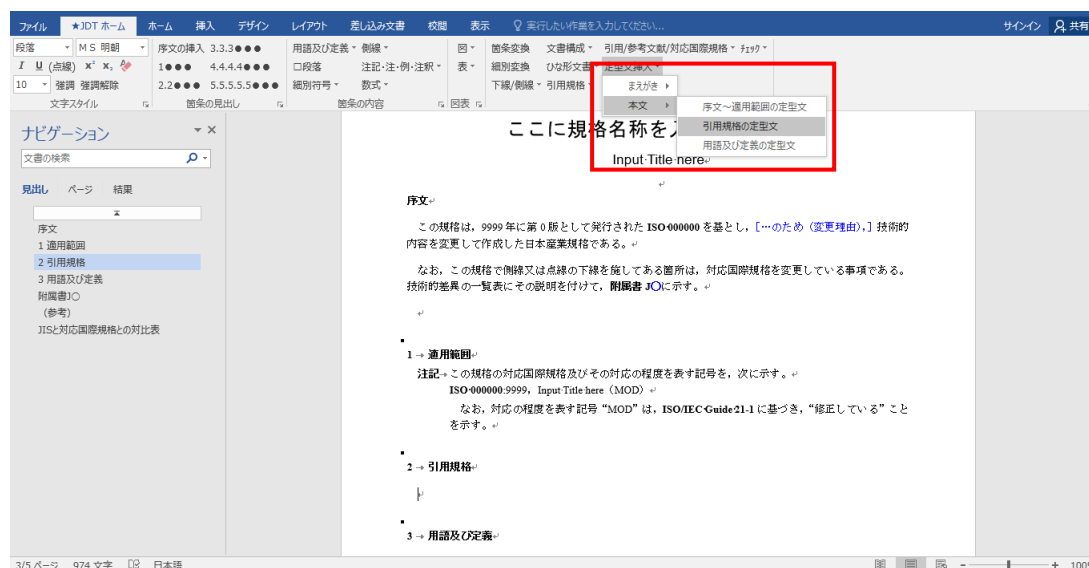 ファイル ★JDT ホーム ホーム 挿入 デザイン レイアウト 差し込み文書 校閲 表示 実行したい作業を入力してください... サインイン 共有
段落 ＭＳ 明朝 序文の挿入 3.3.3●●● 用語及び定義 側線 図 箇条変換 文書構成 引用/参考文献/対応国際規格 ﾁｪｯｸ
I U (点線) x² x₂ 1●●● 4.4.4.4●●● □段落 注記·注·例·注釈 表 細別変換 ひな形文書 定型文挿入
10 強調 強調解除 2.2●●● 5.5.5.5.5●●● 細別符号 数式 下線/側線 引用規格 まえがき
文字スタイル 箇条の見出し 箇条の内容 図表 本文 序文～適用範囲の定型文
引用規格の定型文
用語及び定義の定型文
ナビゲーション
文書の検索
見出し ページ 結果
序文
1 適用範囲
2 引用規格
3 用語及び定義
附属書J○
（参考）
JISと対応国際規格との対比表
ここに規格名称を
Input Title here
序文
この規格は，9999 年に第 0 版として発行された ISO 000000 を基とし，［…のため（変更理由），］技術的
内容を変更して作成した日本産業規格である。
なお，この規格で側線又は点線の下線を施してある箇所は，対応国際規格を変更している事項である。
技術的差異の一覧表にその説明を付けて，附属書 J○に示す。
1 → 適用範囲
注記→ この規格の対応国際規格及びその対応の程度を表す記号を，次に示す。
ISO 000000:9999，Input Title here（MOD）
なお，対応の程度を表す記号“MOD”は，ISO/IEC Guide 21-1 に基づき，“修正している”こと
を示す。
2 → 引用規格
3 → 用語及び定義
3/5 ページ 974 文字 日本語 - + 100%